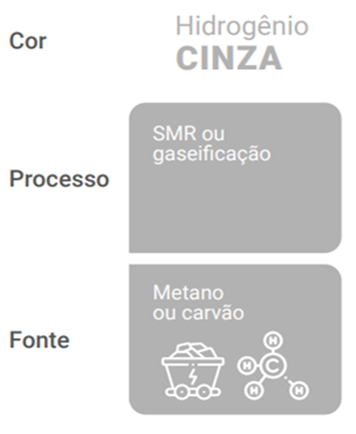 Cor
Hidrogênio
CINZA
Processo
SMR ou
gaseificação
Fonte
Metano
ou carvão
H
H
C
H
H